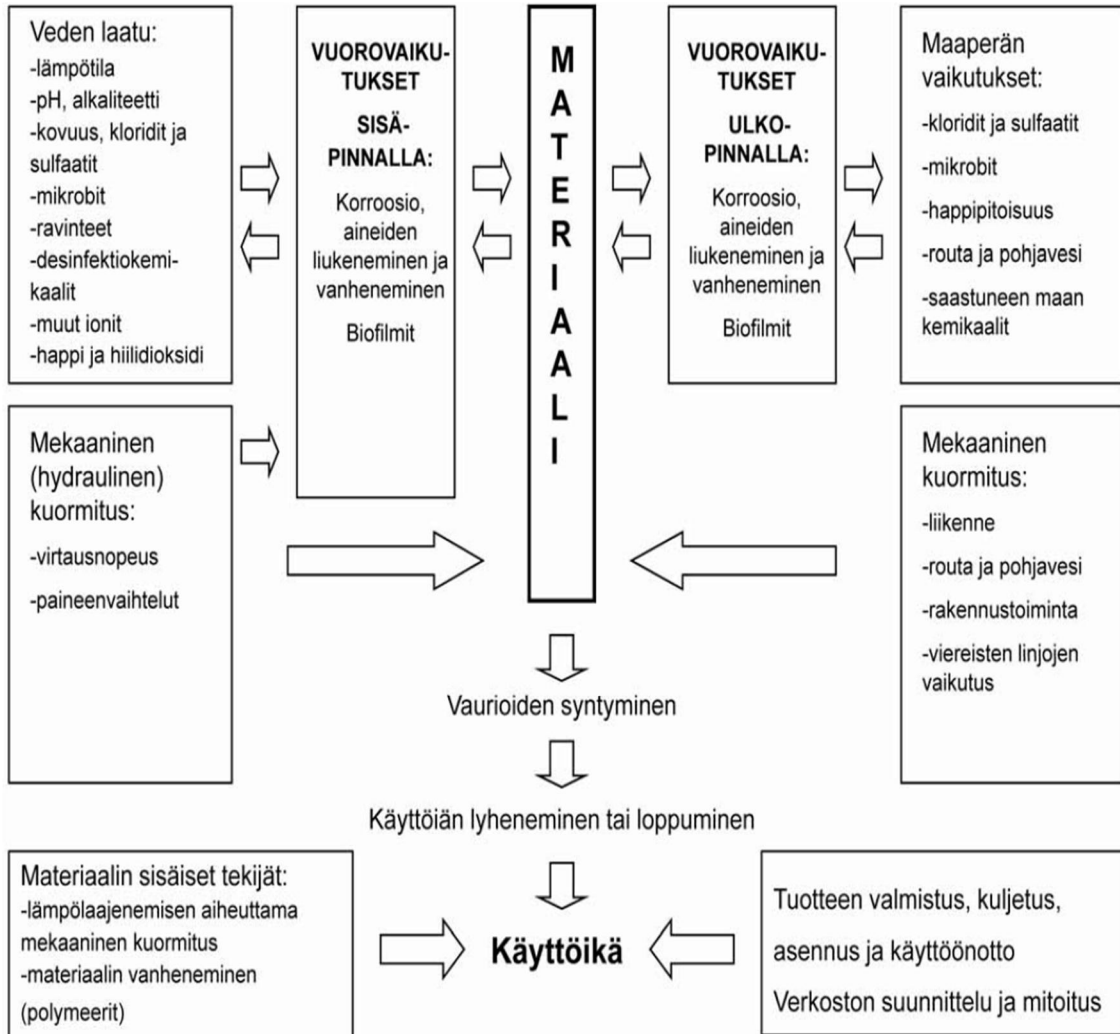 Veden laatu:
-lämpötila
-pH, alkaliteetti
-kovuus, kloridit ja
sulfaatit
-mikrobit
-ravinteet
-desinfektiokemi-
kaalit
-muut ionit
-happi ja hiilidioksidi
VUOROVAIKU-
TUKSET
SISÄ-
PINNALLA:
Korroosio,
aineiden
liukeneminen ja
vanheneminen
Biofilmit
M
A
T
E
R
I
A
A
L
I
VUOROVAIKU-
TUKSET
ULKO-
PINNALLA:
Korroosio,
aineiden
liukeneminen ja
vanheneminen
Biofilmit
Maaperän
vaikutukset:
-kloridit ja sulfaatit
-mikrobit
-happipitoisuus
-routa ja pohjavesi
-saastuneen maan
kemikaalit
Mekaaninen
(hydraulinen)
kuormitus:
-virtausnopeus
-paineenvaihtelut
Mekaaninen
kuormitus:
-liikenne
-routa ja pohjavesi
-rakennustoiminta
-viereisten linjojen
vaikutus
Vaurioiden syntyminen
Käyttöiän lyheneminen tai loppuminen
Materiaalin sisäiset tekijät:
-lämpölaajenemisen aiheuttama
mekaaninen kuormitus
-materiaalin vanheneminen
(polymeerit)
Käyttöikä
Tuotteen valmistus, kuljetus,
asennus ja käyttöönotto
Verkoston suunnittelu ja mitoitus